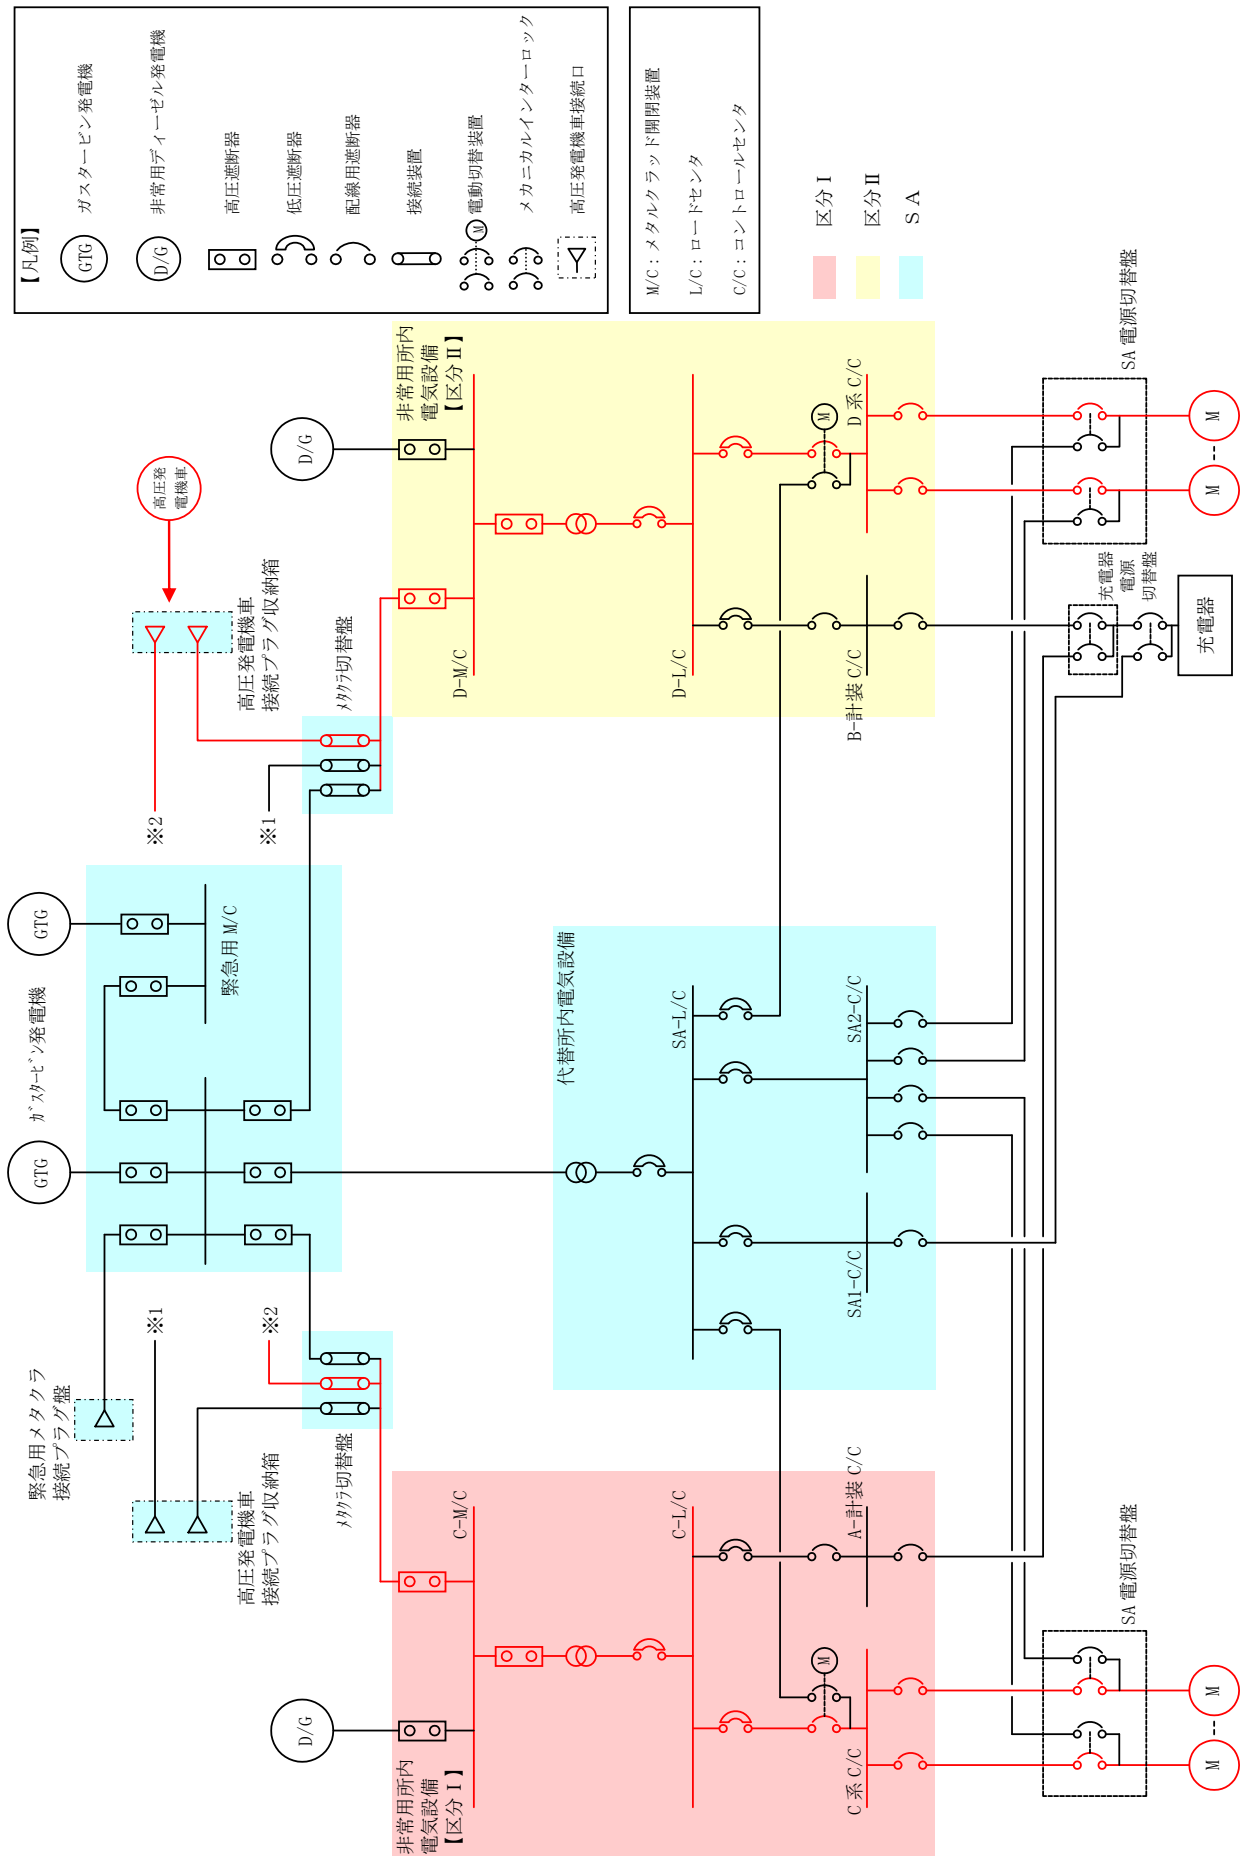 【凡例】
GTG
ガスタービン発電機
D/G
非常用ディーゼル発電機
高圧遮断器
低圧遮断器
配線用遮断器
接続装置
M
電動切替装置
メカニカルインターロック
高圧発電機車接続口
M/C：メタルクラッド開閉装置
L/C：ロードセンタ
C/C：コントロールセンタ
区分Ⅰ
区分Ⅱ
ＳＡ
緊急用メタクラ
接続プラグ盤
GTG
ｶﾞｽﾀｰﾋﾞﾝ発電機
GTG
緊急用 M/C
※1
※2
高圧発電機車
接続プラグ収納箱
ﾒﾀｸﾗ切替盤
高圧発
電機車
高圧発電機車
接続プラグ収納箱
※2
※1
ﾒﾀｸﾗ切替盤
D/G
非常用所内
電気設備
【区分Ⅰ】
C-M/C
C-L/C
M
C 系 C/C
A-計装 C/C
代替所内電気設備
SA-L/C
SA1-C/C
SA2-C/C
D/G
非常用所内
電気設備
【区分Ⅱ】
D-M/C
D-L/C
M
B-計装 C/C
D 系 C/C
SA 電源切替盤
M
M
充電器
電源
切替盤
充電器
SA 電源切替盤
M
M